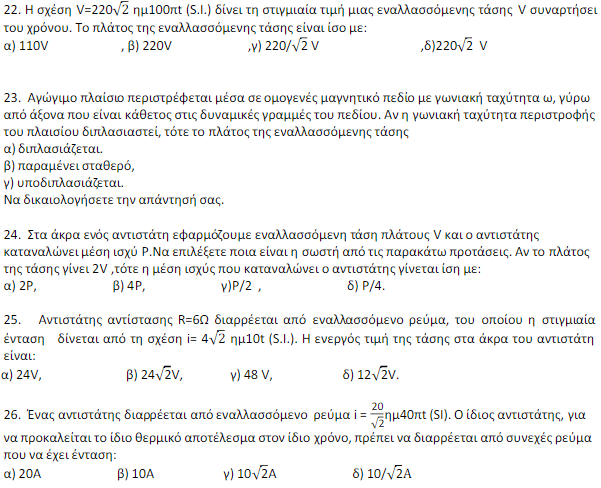 22. Η σχέση V=220√2 ημ100πt (S.I.) δίνει τη στιγμιαία τιμή μιας εναλλασσόμενης τάσης V συναρτήσει
του χρόνου. Το πλάτος της εναλλασσόμενης τάσης είναι ίσο με:
α) 110V , β) 220V ,γ) 220/√2 V ,δ)220√2 V
23. Αγώγιμο πλαίσιο περιστρέφεται μέσα σε ομογενές μαγνητικό πεδίο με γωνιακή ταχύτητα ω, γύρω
από άξονα που είναι κάθετος στις δυναμικές γραμμές του πεδίου. Αν η γωνιακή ταχύτητα περιστροφής
του πλαισίου διπλασιαστεί, τότε το πλάτος της εναλλασσόμενης τάσης
α) διπλασιάζεται.
β) παραμένει σταθερό,
γ) υποδιπλασιάζεται.
Να δικαιολογήσετε την απάντησή σας.
24. Στα άκρα ενός αντιστάτη εφαρμόζουμε εναλλασσόμενη τάση πλάτους V και ο αντιστάτης
καταναλώνει μέση ισχύ P.Να επιλέξετε ποια είναι η σωστή από τις παρακάτω προτάσεις. Αν το πλάτος
της τάσης γίνει 2V ,τότε η μέση ισχύς που καταναλώνει ο αντιστάτης γίνεται ίση με:
α) 2P, β) 4P, γ)P/2 , δ) P/4.
25. Αντιστάτης αντίστασης R=6Ω διαρρέεται από εναλλασσόμενο ρεύμα, του οποίου η στιγμιαία
ένταση δίνεται από τη σχέση i= 4√2 ημ10t (S.I.). Η ενεργός τιμή της τάσης στα άκρα του αντιστάτη
είναι:
α) 24V, β) 24√2V, γ) 48 V, δ) 12√2V.
26. Ένας αντιστάτης διαρρέεται από εναλλασσόμενο ρεύμα i = 20/√2 ημ40πt (SI). Ο ίδιος αντιστάτης, για
να προκαλείται το ίδιο θερμικό αποτέλεσμα στον ίδιο χρόνο, πρέπει να διαρρέεται από συνεχές ρεύμα
που να έχει ένταση:
α) 20A β) 10A γ) 10√2A δ) 10/√2A